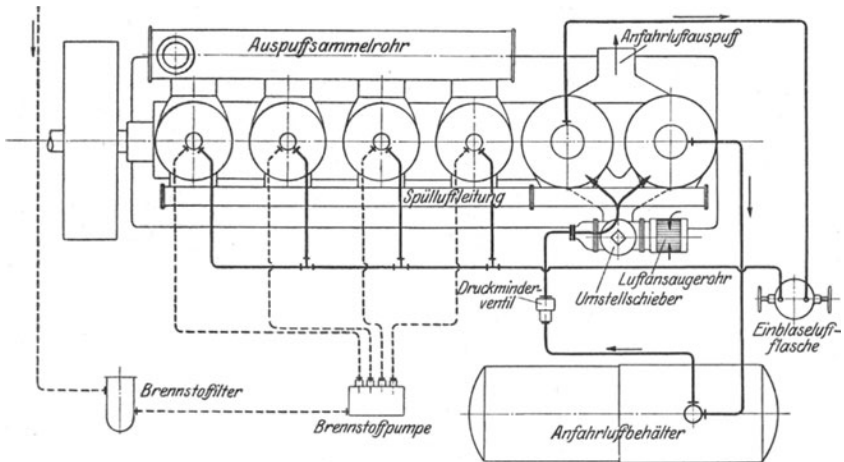 Auspuffsammelrohr
Anfahrluftauspuff
Spülluftleitung
Druckminder-
ventil
Luftansaugerohr
Umstellschieber
Einblaseluft-
flasche
Brennstoffilter
Brennstoffpumpe
Anfahrluftbehälter